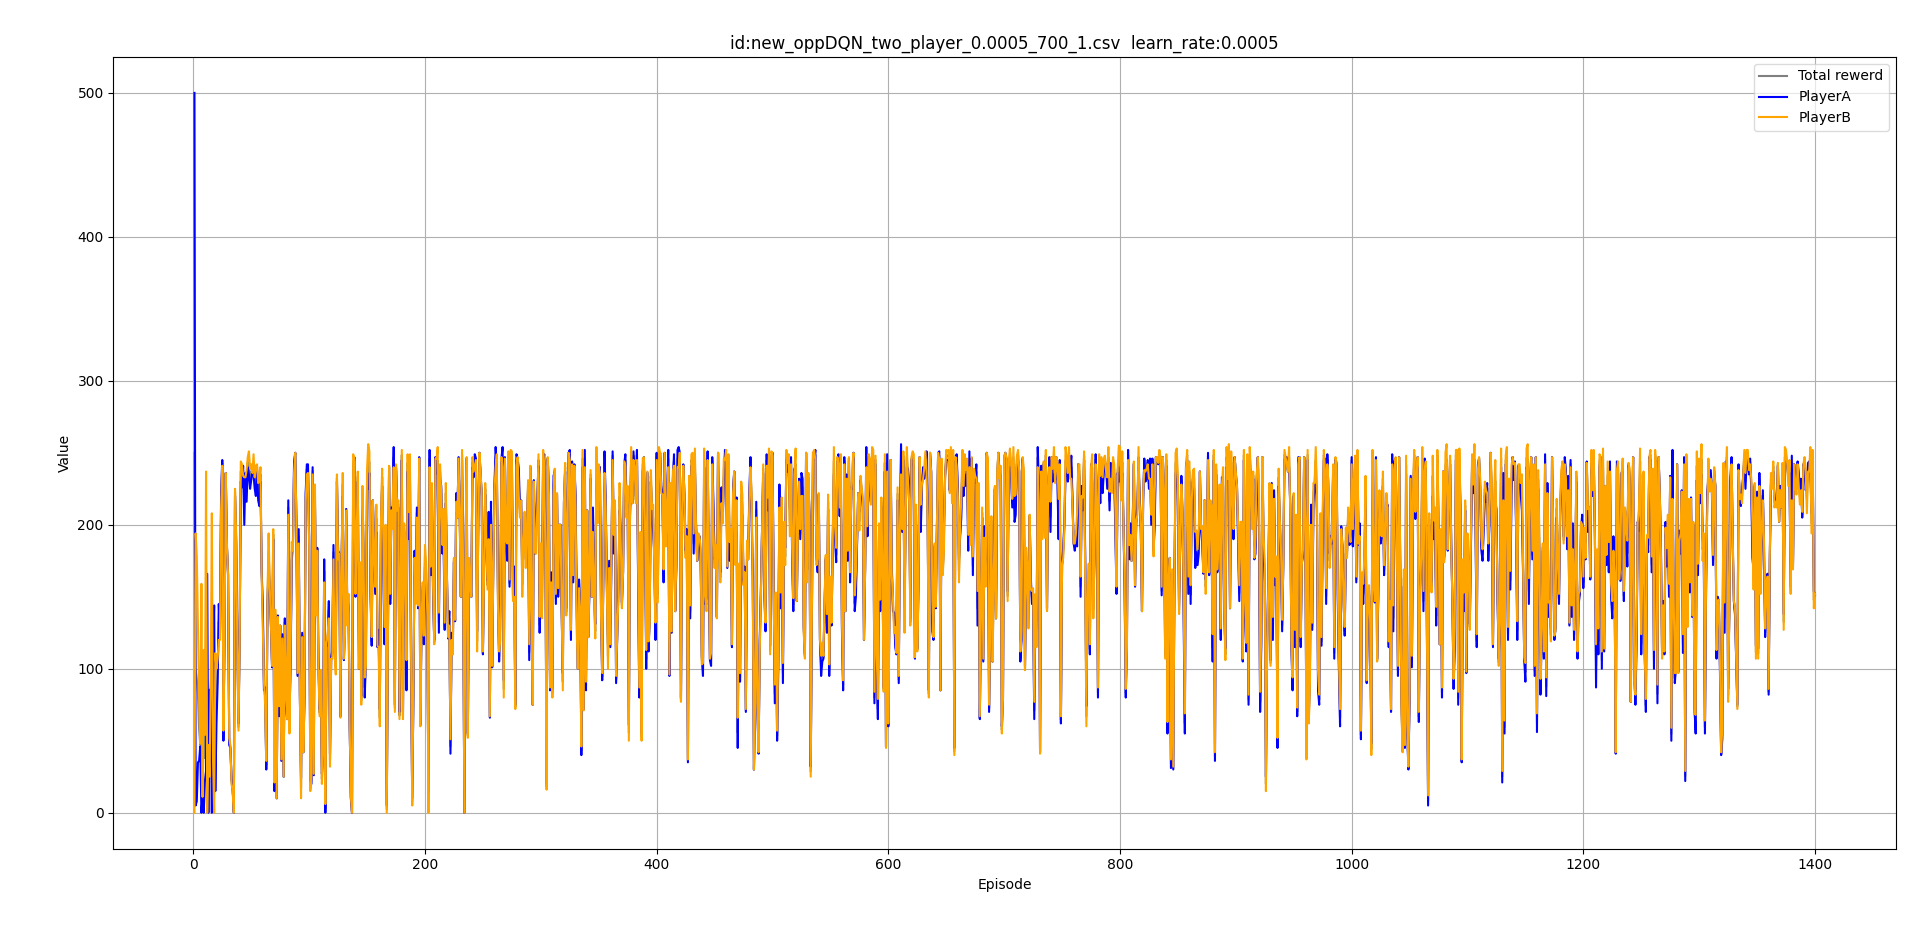 id:new_oppDQN_two_player_0.0005_700_1.csv  learn_rate:0.0005
Total rewerd
PlayerA
PlayerB
500
400
300
200
100
0
Value
0 200 400 600 800 1000 1200 1400
Episode